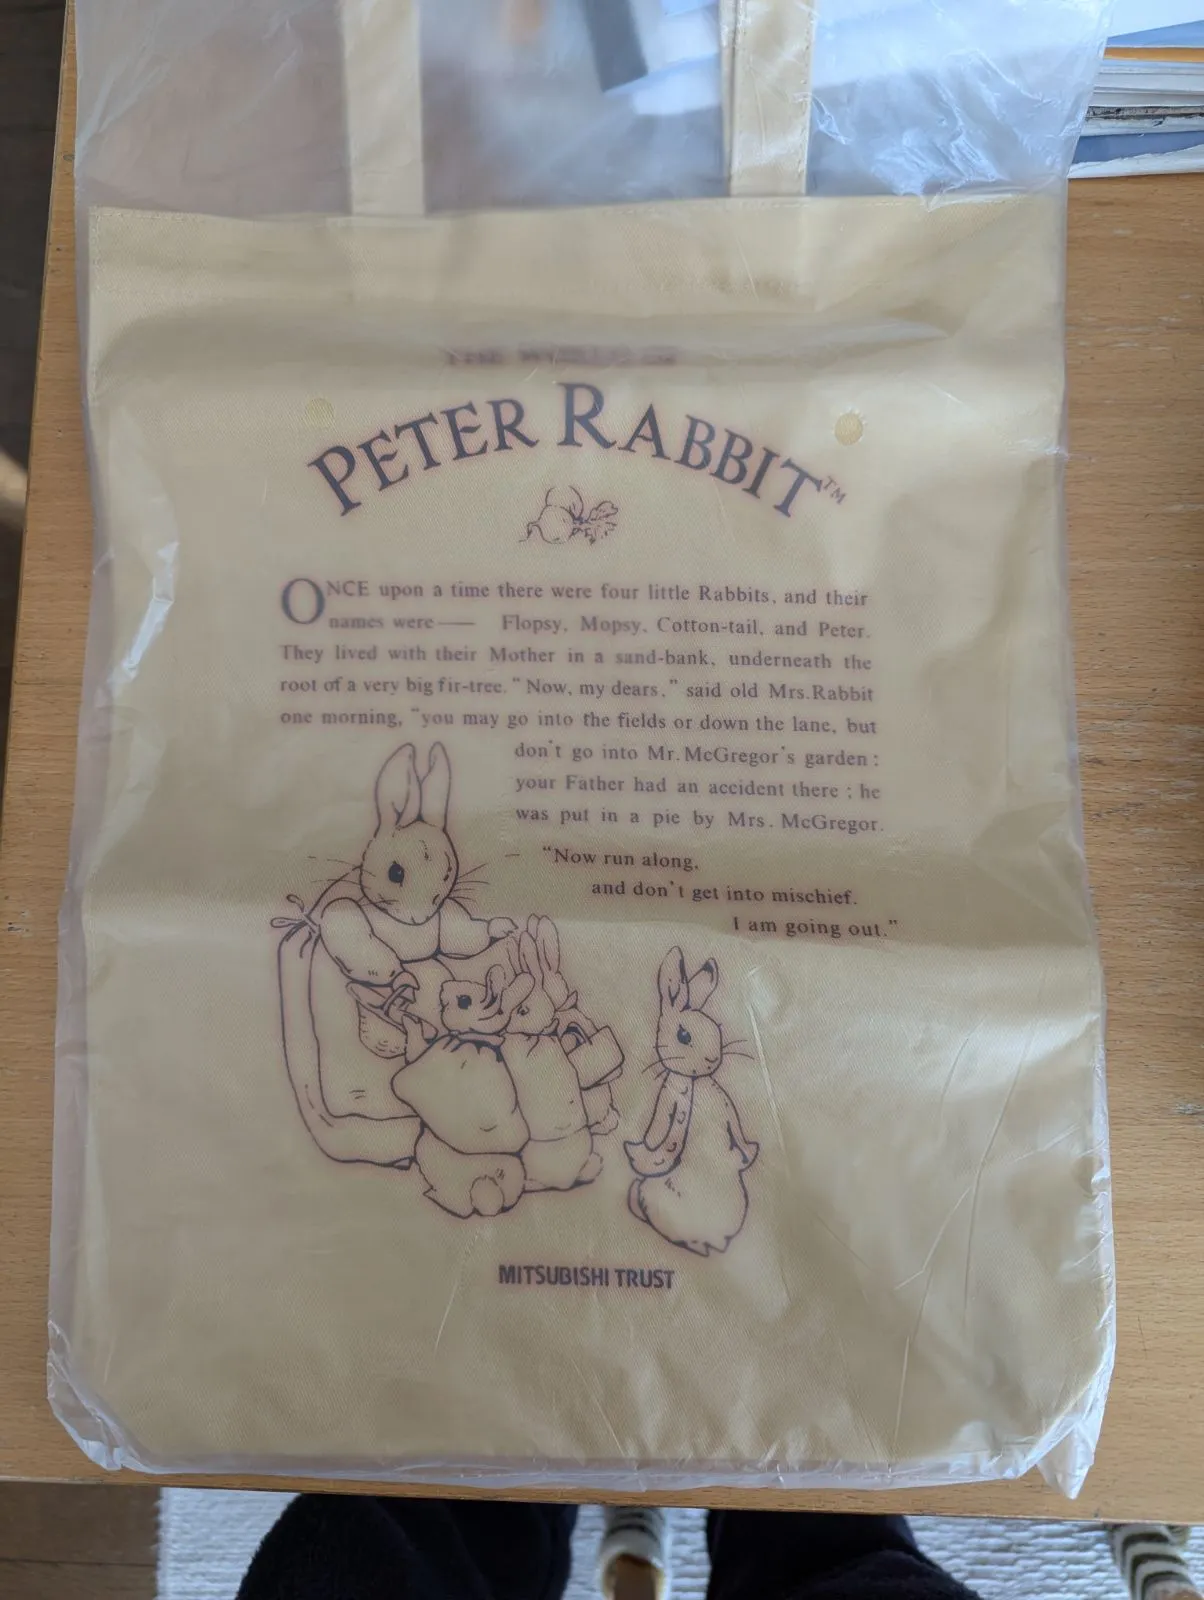 THE WORLD OF
PETER RABBIT™
ONCE upon a time there were four little Rabbits, and their
names were—— Flopsy, Mopsy, Cotton-tail, and Peter.
They lived with their Mother in a sand-bank, underneath the
root of a very big fir-tree. "Now, my dears," said old Mrs.Rabbit
one morning, "you may go into the fields or down the lane, but
don't go into Mr. McGregor's garden :
your Father had an accident there ; he
was put in a pie by Mrs. McGregor.
"Now run along,
and don't get into mischief.
I am going out."
MITSUBISHI TRUST